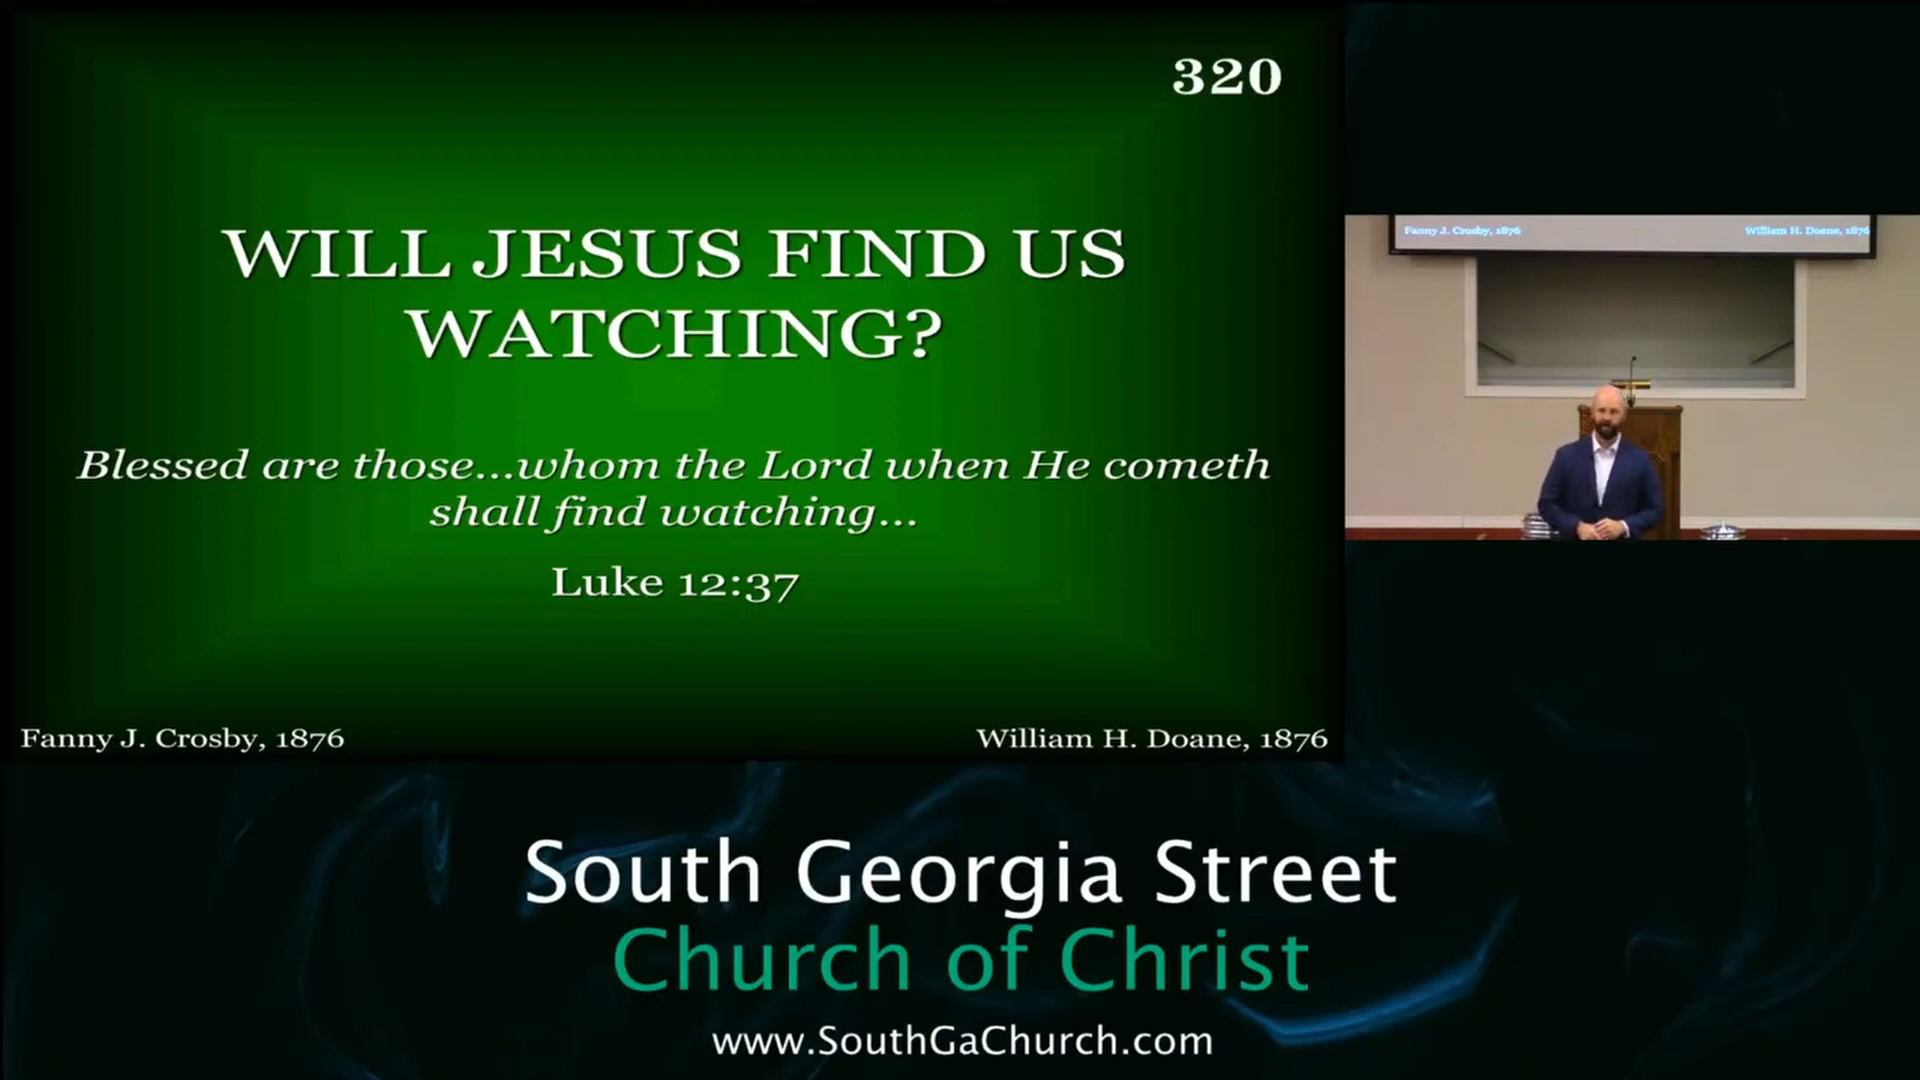 320
WILL JESUS FIND US
WATCHING?
Blessed are those...whom the Lord when He cometh
shall find watching...
Luke 12:37
Fanny J. Crosby, 1876
William H. Doane, 1876
Fanny J. Crosby, 1876
William H. Doane, 1876
South Georgia Street
Church of Christ
www.SouthGaChurch.com